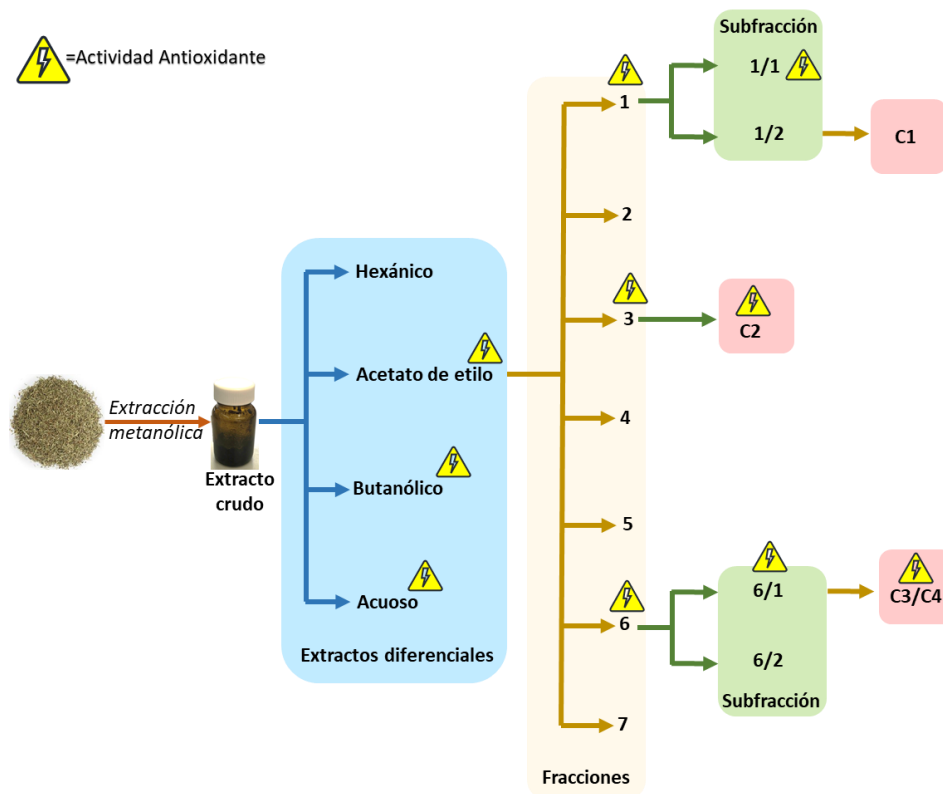 =Actividad Antioxidante
Subfracción
1/1
1/2
C1
1
2
3
C2
4
5
6
7
Fracciones
Hexánico
Acetato de etilo
Butanólico
Acuoso
Extractos diferenciales
Extracción
metanólica
Extracto
crudo
6/1
6/2
Subfracción
C3/C4